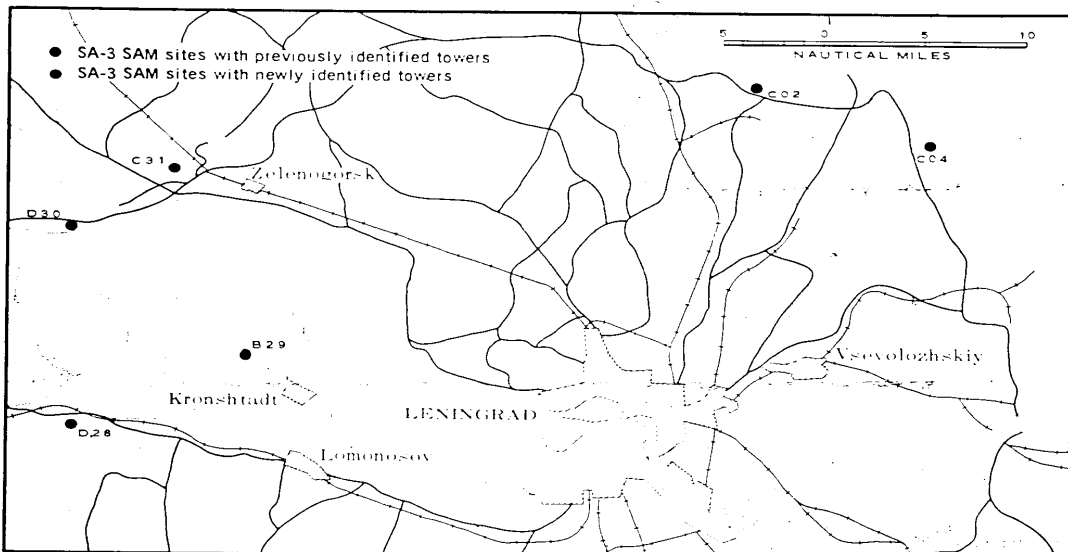 SA-3 SAM sites with previously identified towers
SA-3 SAM sites with newly identified towers
5 0 5 10
NAUTICAL MILES
C02
C04
C31
Zelenogorsk
D30
B29
Vsevolozhskiy
Kronshtadt
LENINGRAD
D28
Lomonosov